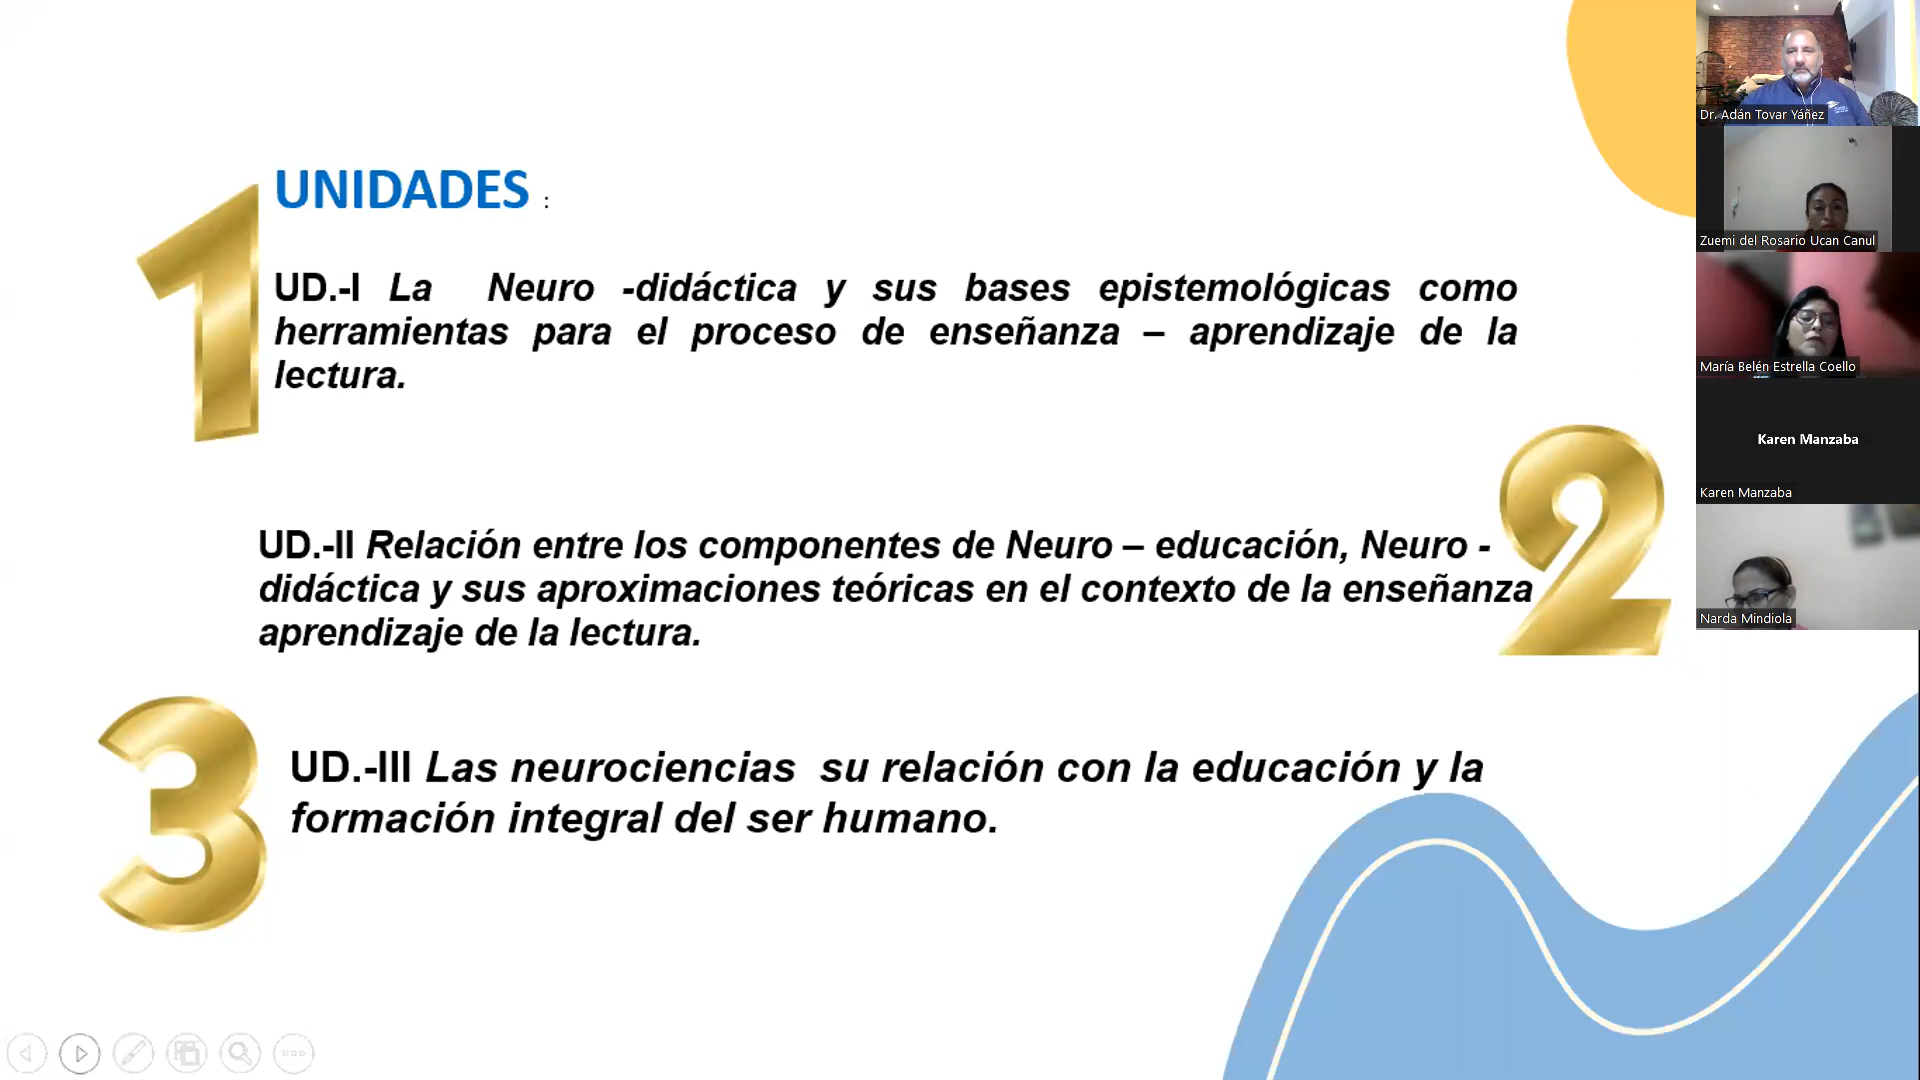 UNIDADES :
1
UD.-I La Neuro -didáctica y sus bases epistemológicas como
herramientas para el proceso de enseñanza – aprendizaje de la
lectura.
2
UD.-II Relación entre los componentes de Neuro – educación, Neuro -
didáctica y sus aproximaciones teóricas en el contexto de la enseñanza
aprendizaje de la lectura.
3
UD.-III Las neurociencias su relación con la educación y la
formación integral del ser humano.
Dr. Adán Tovar Yáñez
Zuemi del Rosario Ucan Canul
María Belén Estrella Coello
Karen Manzaba
Karen Manzaba
Narda Mindiola